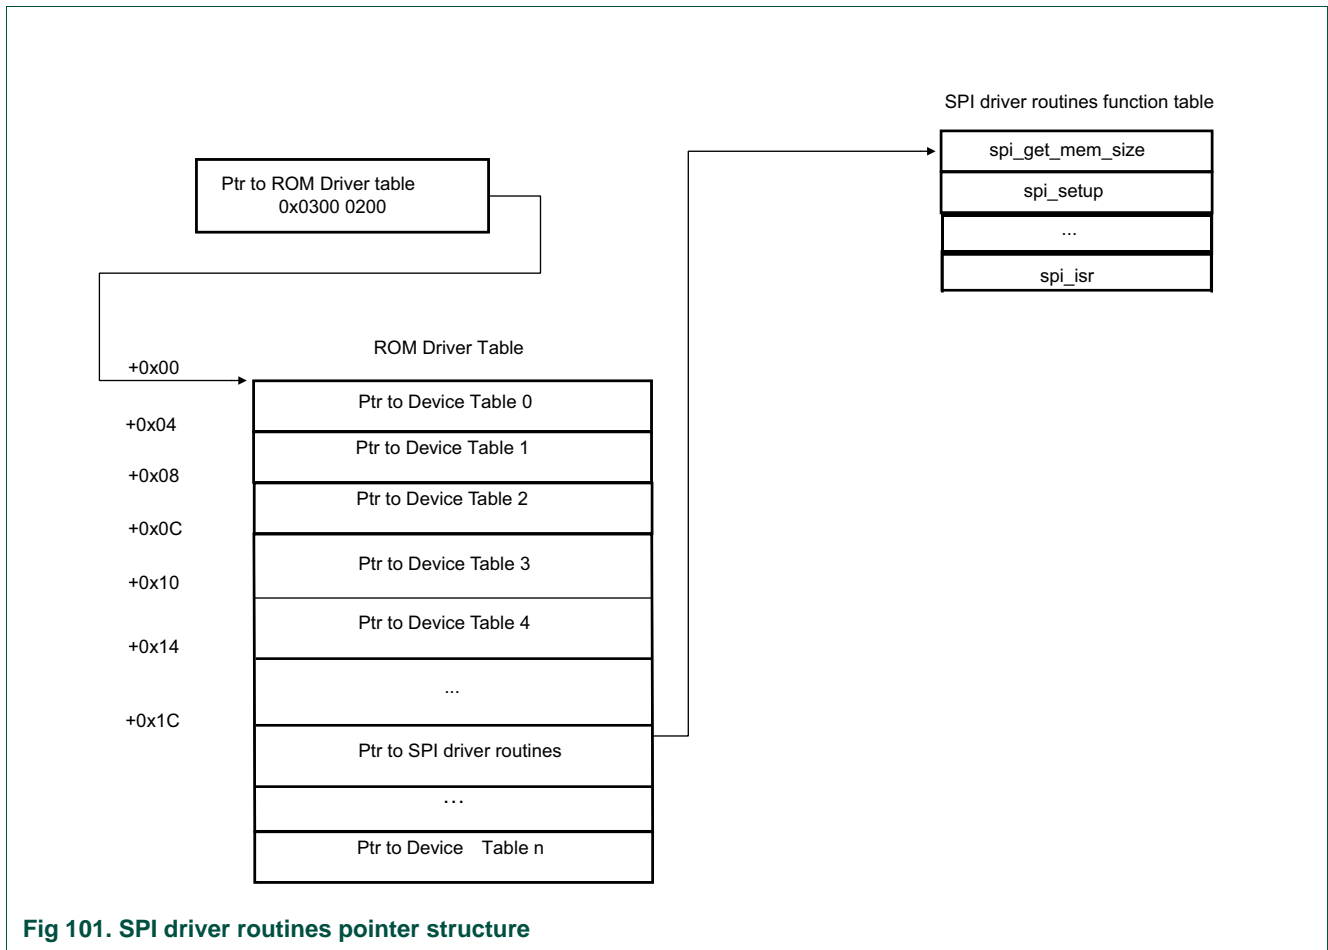 SPI driver routines function table
spi_get_mem_size
spi_setup
...
spi_isr
Ptr to ROM Driver table
0x0300 0200
ROM Driver Table
+0x00
Ptr to Device Table 0
+0x04
Ptr to Device Table 1
+0x08
Ptr to Device Table 2
+0x0C
Ptr to Device Table 3
+0x10
Ptr to Device Table 4
+0x14
...
+0x1C
Ptr to SPI driver routines
...
Ptr to Device Table n
Fig 101. SPI driver routines pointer structure